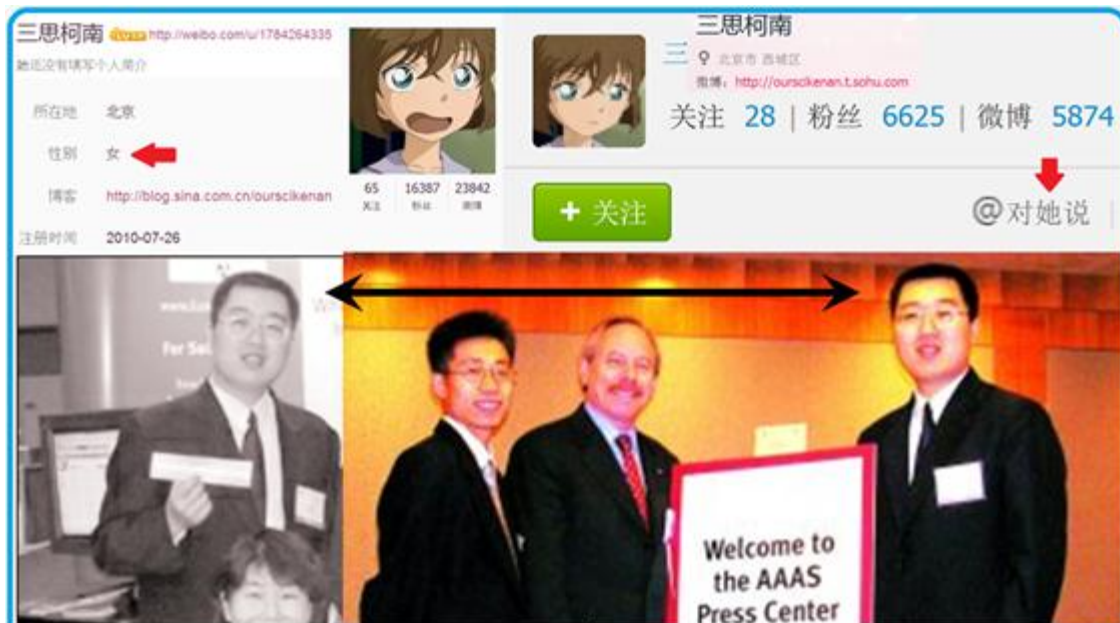 三思柯南 http://weibo.com/u/1784264335
她还没有填写个人简介
所在地 北京
性别 女
博客 http://blog.sina.com.cn/ourscikenan
注册时间 2010-07-26
65 16387 23842
关注 粉丝 微博
三思柯南
三
北京市 西城区
微博: http://ourscikenan.t.sohu.com
关注 28 | 粉丝 6625 | 微博 5874
+ 关注
@对她说 |
For
Welcome to
the AAAS
Press Center